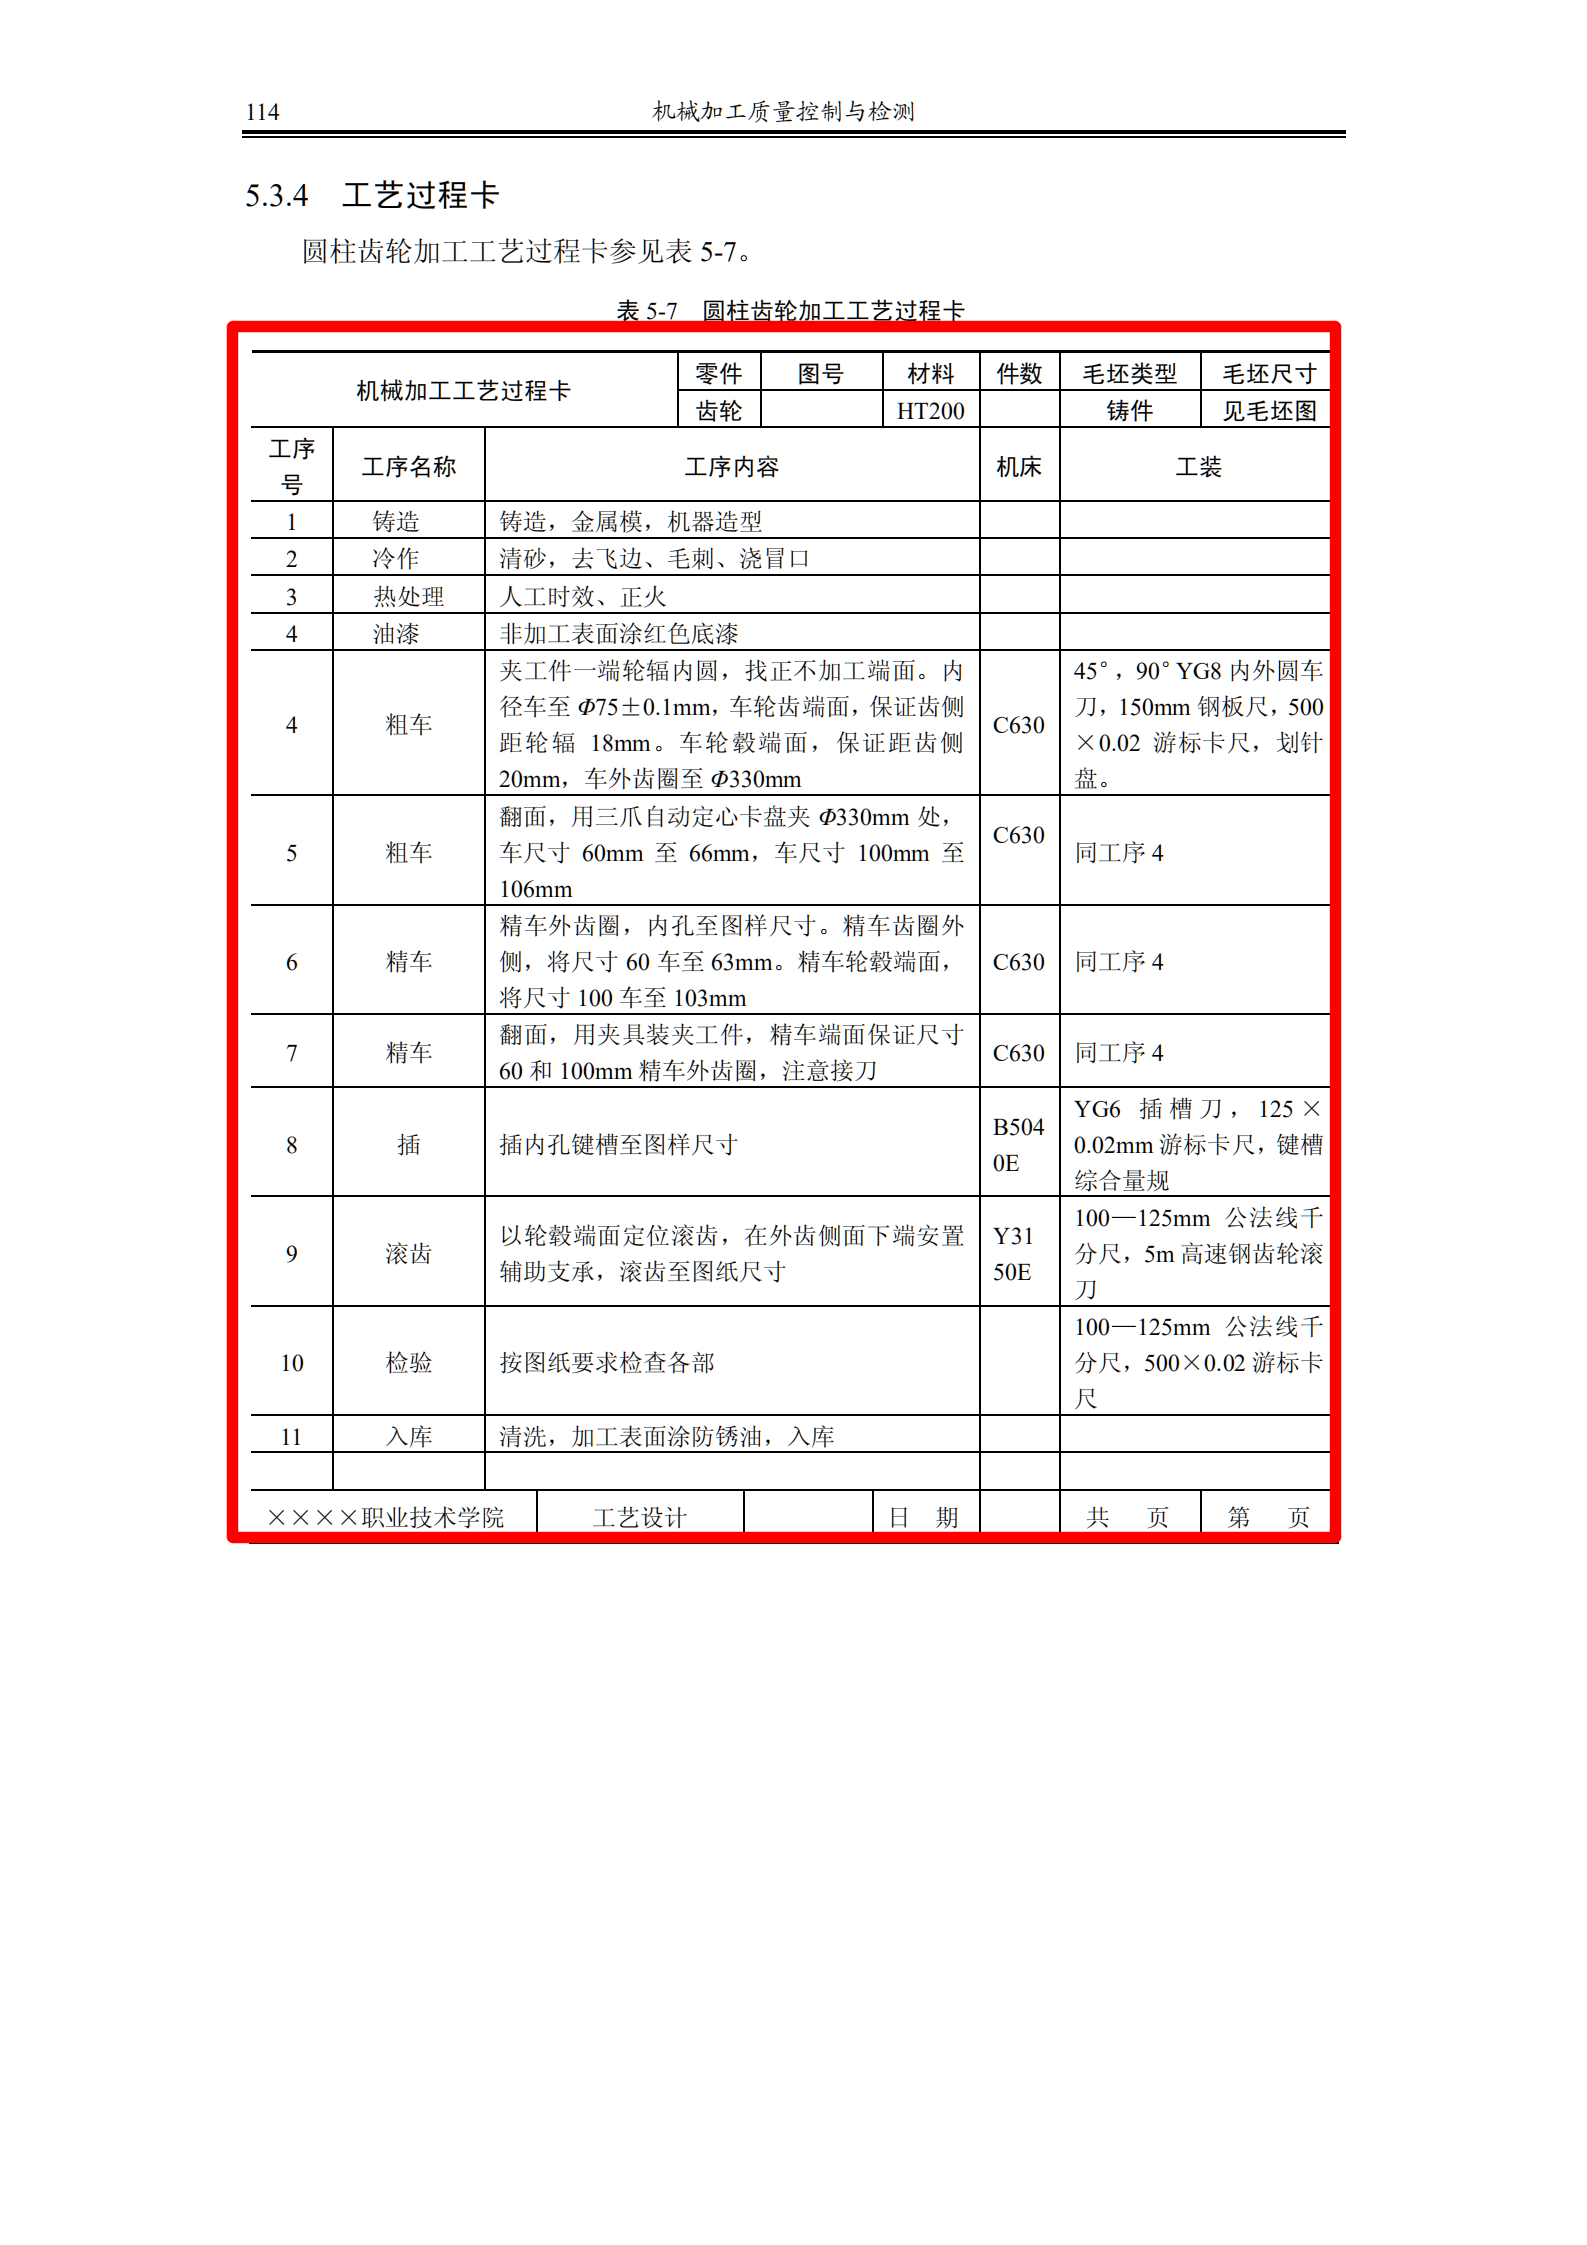 114 机械加工质量控制与检测
5.3.4 工艺过程卡
圆柱齿轮加工工艺过程卡参见表 5-7。
表 5-7 圆柱齿轮加工工艺过程卡
机械加工工艺过程卡 零件 图号 材料 件数 毛坯类型 毛坯尺寸
齿轮 HT200 铸件 见毛坯图
工序
号
工序名称 工序内容 机床 工装
1 铸造 铸造，金属模，机器造型
2 冷作 清砂，去飞边、毛刺、浇冒口
3 热处理 人工时效、正火
4 油漆 非加工表面涂红色底漆
4 粗车
夹工件一端轮辐内圆，找正不加工端面。内
径车至 Φ75±0.1mm，车轮齿端面，保证齿侧
距轮辐 18mm。车轮毂端面，保证距齿侧
20mm，车外齿圈至 Φ330mm
C630
45°，90° YG8 内外圆车
刀，150mm 钢板尺，500
×0.02 游标卡尺，划针
盘。
5 粗车
翻面，用三爪自动定心卡盘夹 Φ330mm 处，
车尺寸 60mm 至 66mm，车尺寸 100mm 至
106mm
C630
同工序 4
6 精车
精车外齿圈，内孔至图样尺寸。精车齿圈外
侧，将尺寸 60 车至 63mm。精车轮毂端面，
将尺寸 100 车至 103mm
C630 同工序 4
7 精车
翻面，用夹具装夹工件，精车端面保证尺寸
60 和 100mm 精车外齿圈，注意接刀
C630 同工序 4
8 插 插内孔键槽至图样尺寸
B504
0E
YG6 插槽刀，125×
0.02mm 游标卡尺，键槽
综合量规
9 滚齿
以轮毂端面定位滚齿，在外齿侧面下端安置
辅助支承，滚齿至图纸尺寸
Y31
50E
100—125mm 公法线千
分尺，5m 高速钢齿轮滚
刀
10 检验 按图纸要求检查各部
100—125mm 公法线千
分尺，500×0.02 游标卡
尺
11 入库 清洗，加工表面涂防锈油，入库
××××职业技术学院 工艺设计 日 期 共 页 第 页